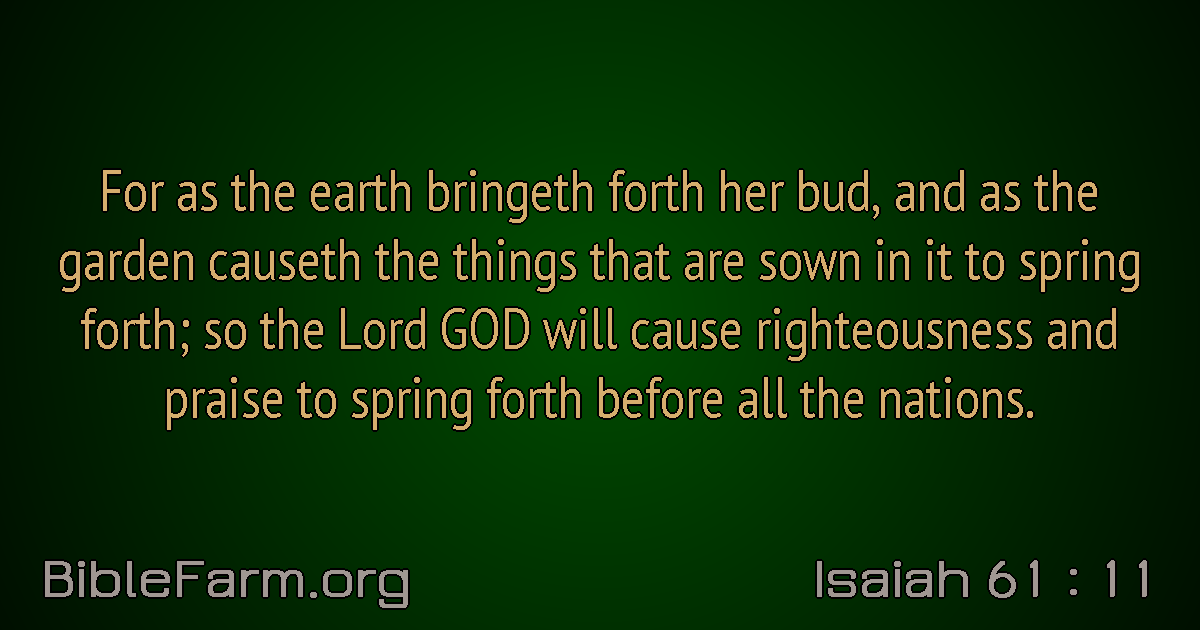 For as the earth bringeth forth her bud, and as the
garden causeth the things that are sown in it to spring
forth; so the Lord GOD will cause righteousness and
praise to spring forth before all the nations.
BibleFarm.org
Isaiah 61 : 11